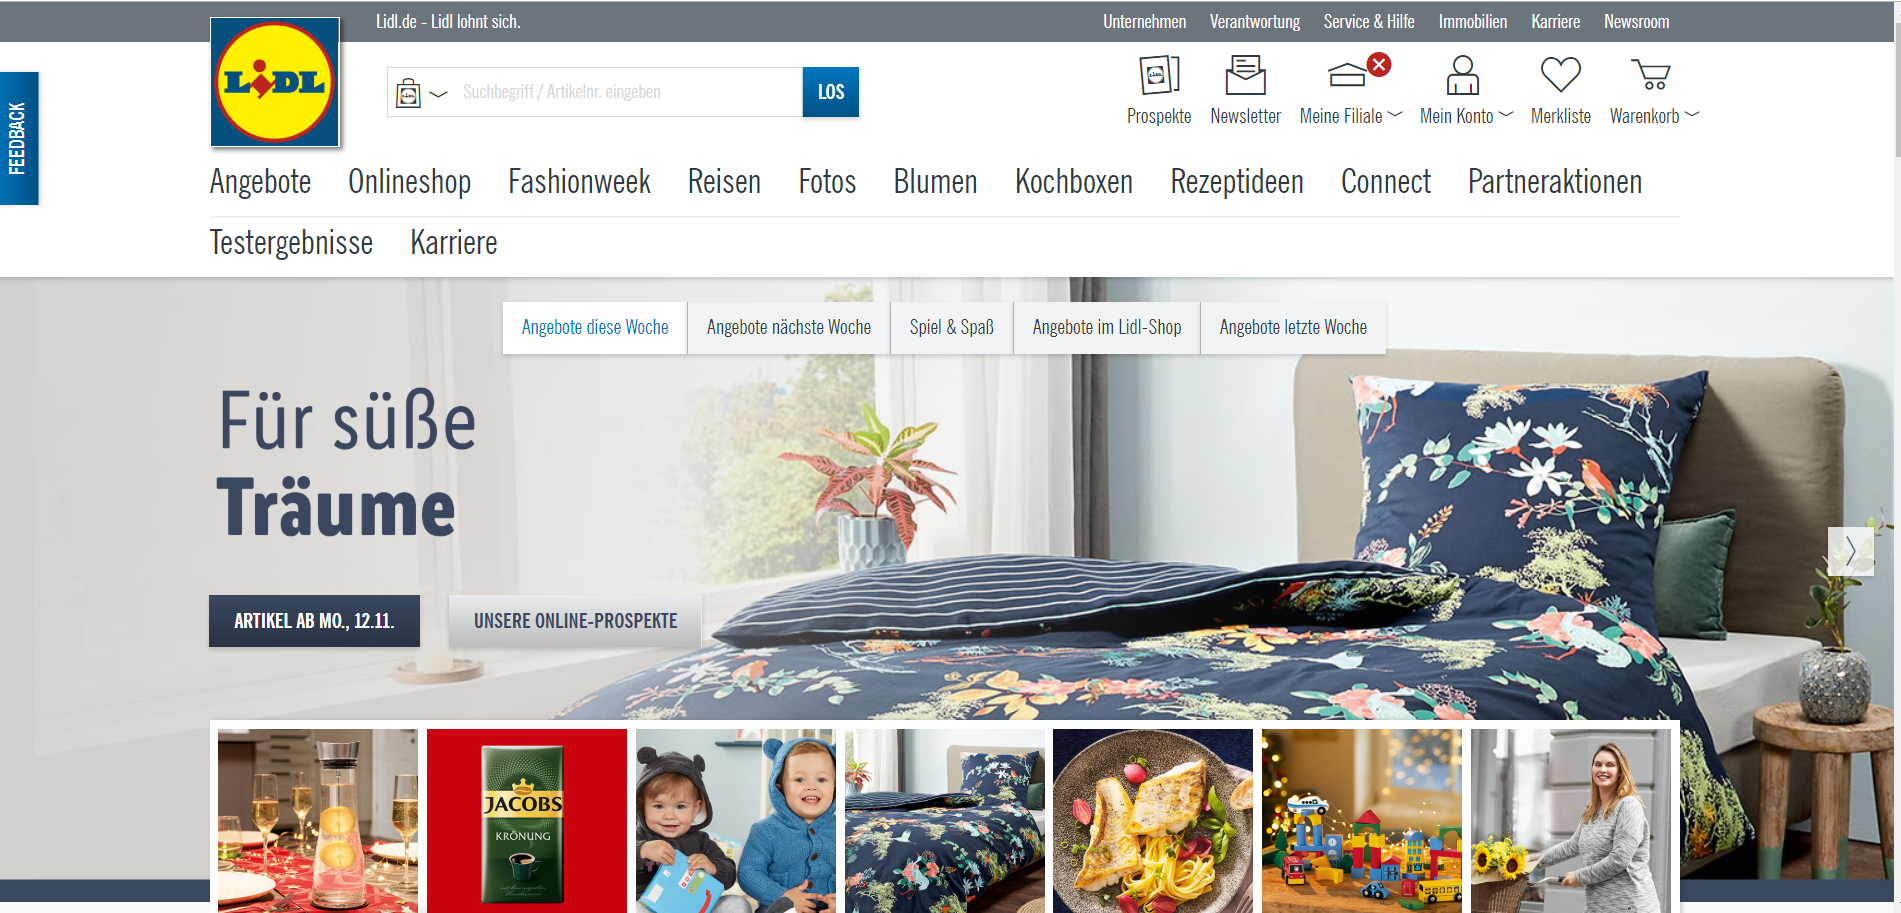 Lidl.de – Lidl lohnt sich.
Unternehmen Verantwortung Service & Hilfe Immobilien Karriere Newsroom
LIDL
FEEDBACK
Suchbegriff / Artikelnr. eingeben
LOS
Prospekte Newsletter Meine Filiale Mein Konto Merkliste Warenkorb
Angebote Onlineshop Fashionweek Reisen Fotos Blumen Kochboxen Rezeptideen Connect Partneraktionen
Testergebnisse Karriere
Angebote diese Woche Angebote nächste Woche Spiel & Spaß Angebote im Lidl-Shop Angebote letzte Woche
Für süße
Träume
ARTIKEL AB MO., 12.11.
UNSERE ONLINE-PROSPEKTE
JACOBS
KRÖNUNG